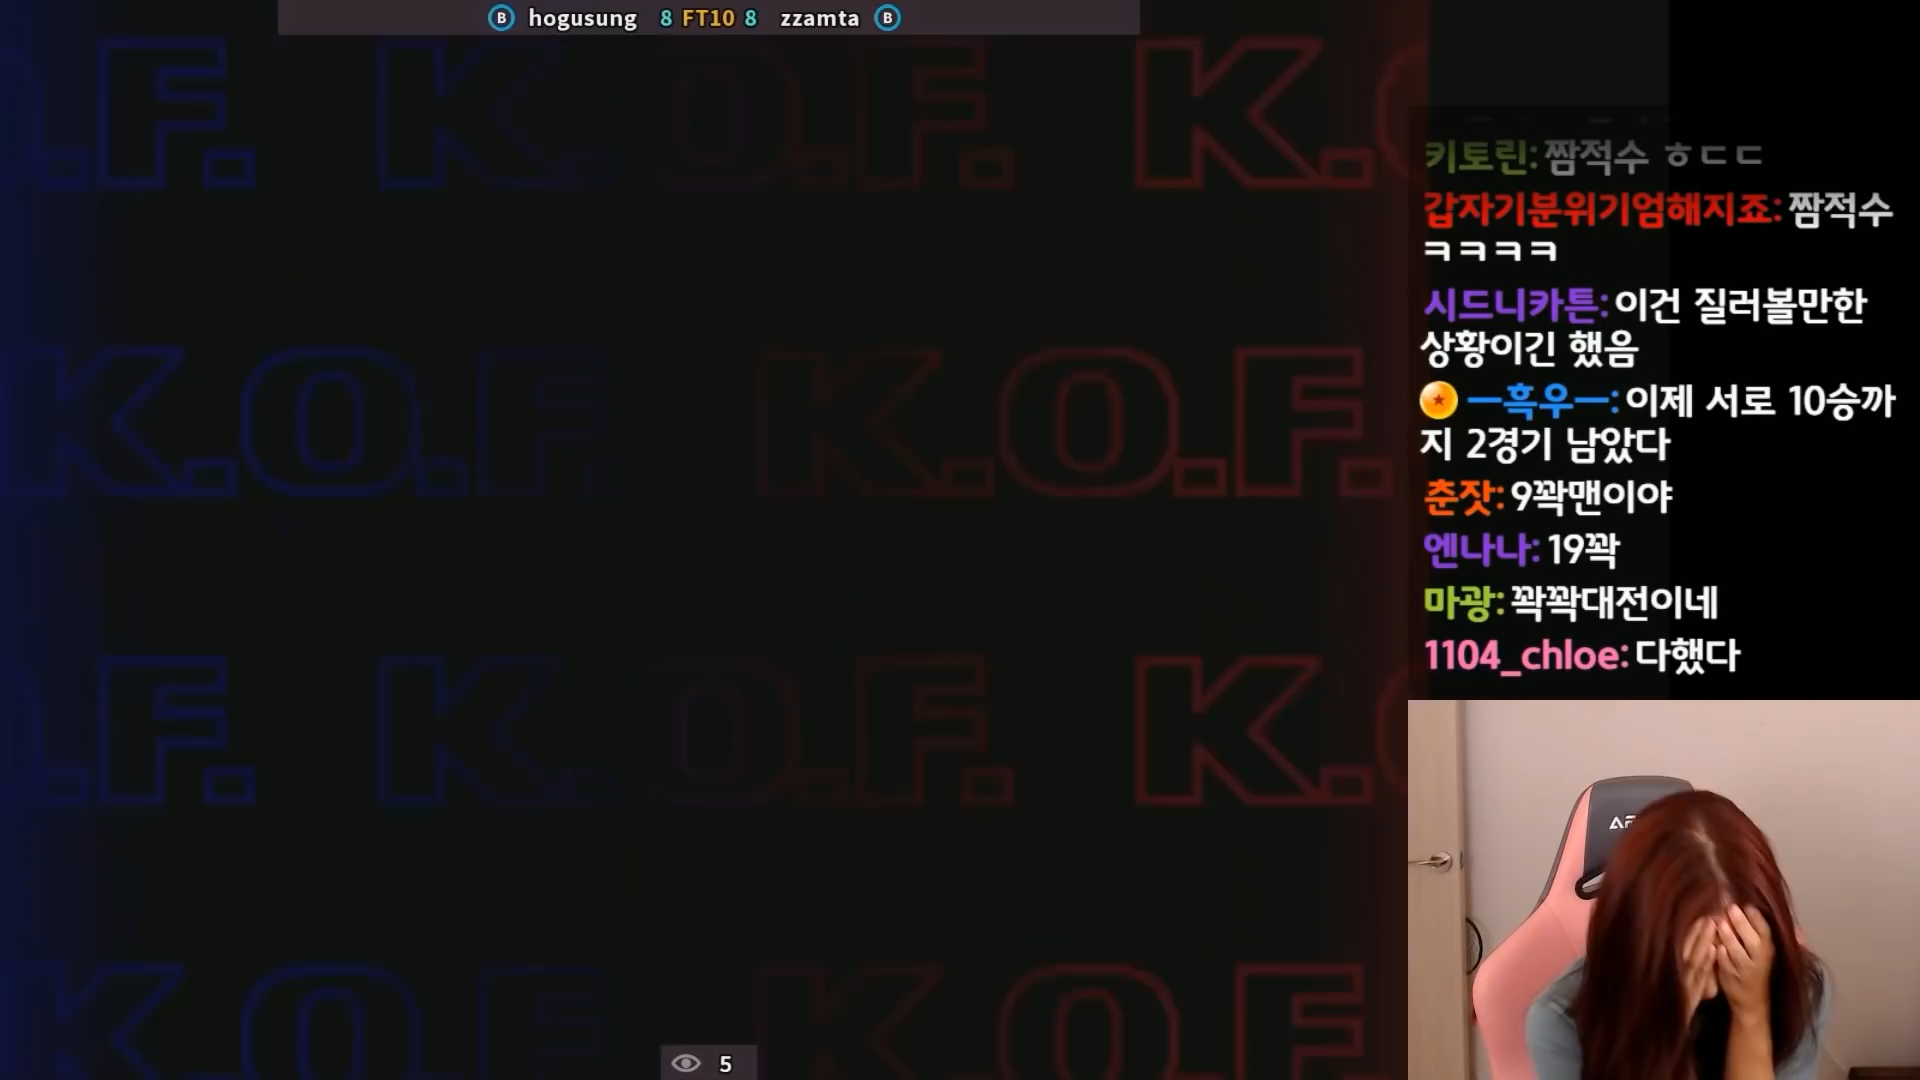 B hogusung 8 FT10 8 zzamta B
.F. K.O.F. K.O
K.O.F K.O.F.
.F. K.O.F. K.O
K.O.F K.O.F
키토린: 짬적수 ㅎㄷㄷ
갑자기분위기엄해지죠: 짬적수
ㅋㅋㅋㅋ
시드니카튼: 이건 질러볼만한
상황이긴 했음
一흑우一: 이제 서로 10승까
지 2경기 남았다
춘잣: 9꽉맨이야
엔나나: 19꽉
마광: 꽉꽉대전이네
1104_chloe: 다했다
5